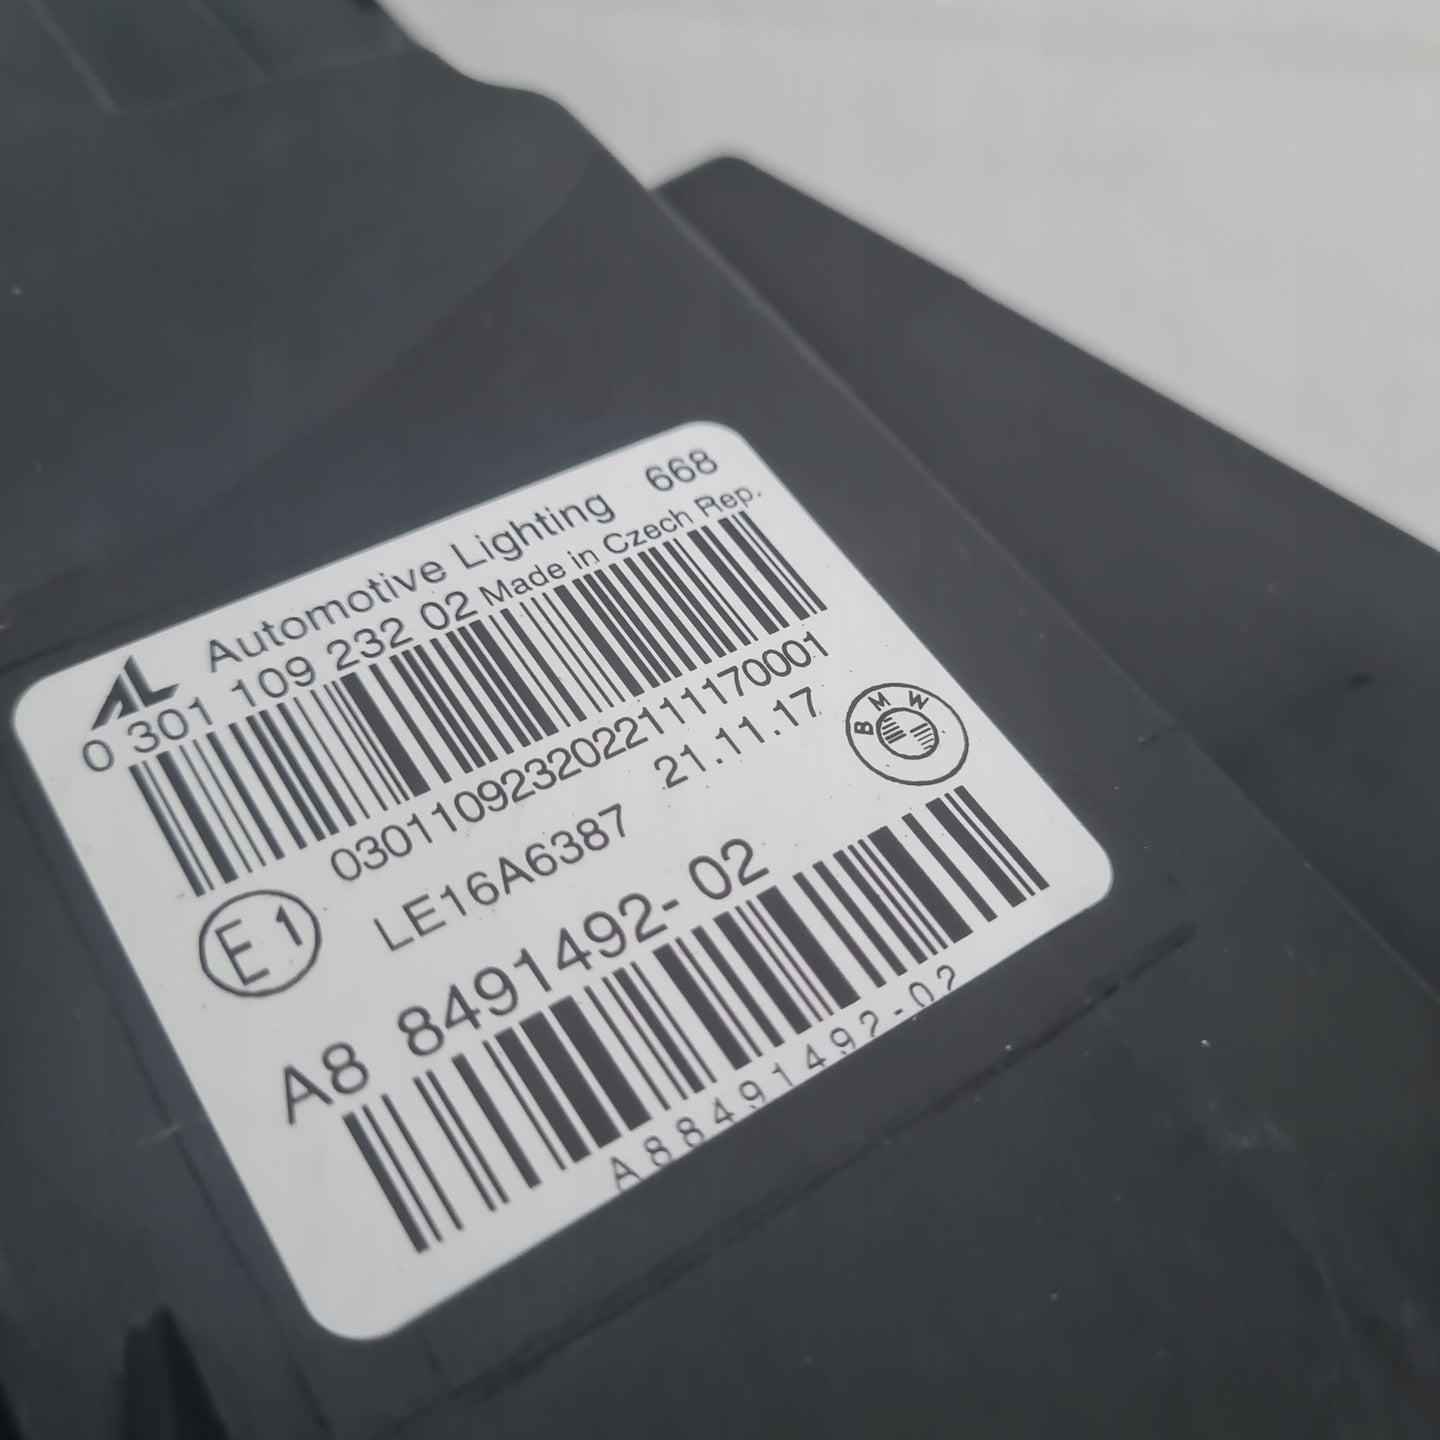 AL Automotive Lighting 668
0 301 109 232 02 Made in Czech Rep.
0301109232022111170001
LE16A6387 21.11.17
BMW
E1
A8 8491492-02
A88491492-02